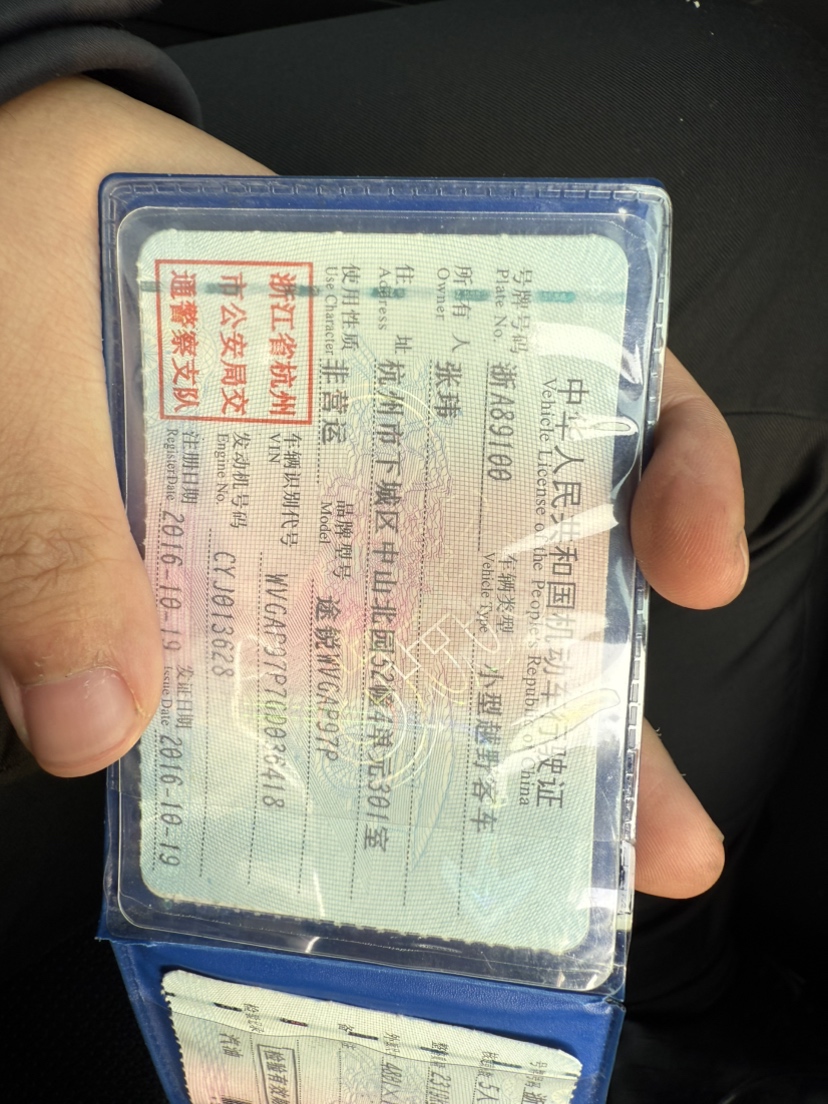 中华人民共和国机动车行驶证
Vehicle License of the People's Republic of China
号牌号码 浙A89100 车辆类型 小型越野客车
Plate No. Vehicle Type
所有人 张玮
Owner
住址 杭州市下城区中山北园52幢4单元301室
Address
使用性质 非营运 品牌型号 途锐WVGAP97P
Use Character Model
浙江省杭州
市公安局交
通警察支队
车辆识别代号 WVGAP97P7GD036418
VIN
发动机号码 CYJ013628
Engine No.
注册日期 2016-10-19 发证日期 2016-10-19
Register Date Issue Date
5人